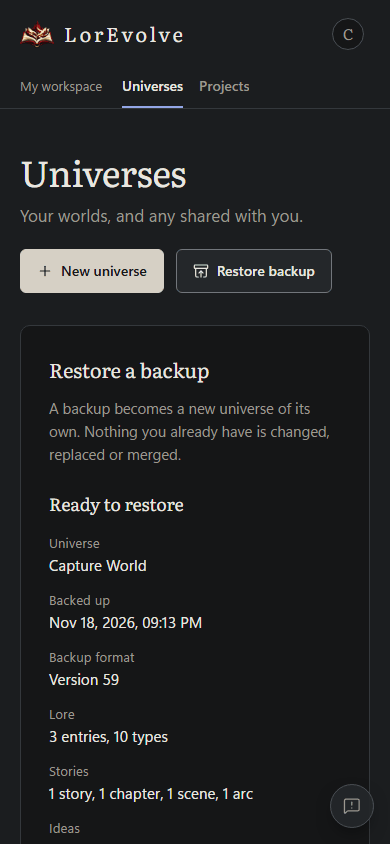 LorEvolve
C
My workspace
Universes
Projects
Universes
Your worlds, and any shared with you.
+ New universe
Restore backup
Restore a backup
A backup becomes a new universe of its
own. Nothing you already have is changed,
replaced or merged.
Ready to restore
Universe
Capture World
Backed up
Nov 18, 2026, 09:13 PM
Backup format
Version 59
Lore
3 entries, 10 types
Stories
1 story, 1 chapter, 1 scene, 1 arc
Ideas